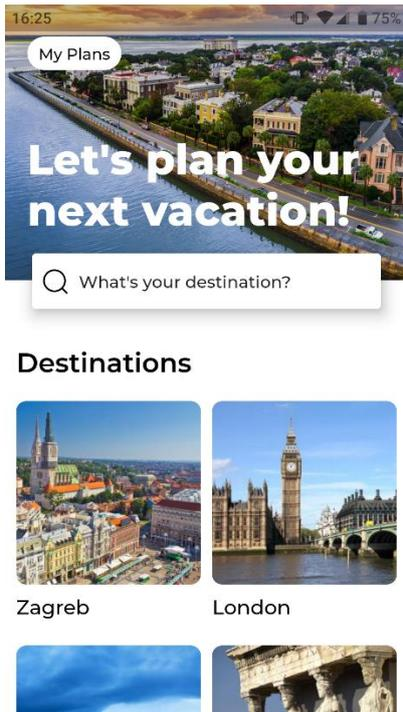 16:25
75%
My Plans
Let's plan your
next vacation!
What's your destination?
Destinations
Zagreb
London